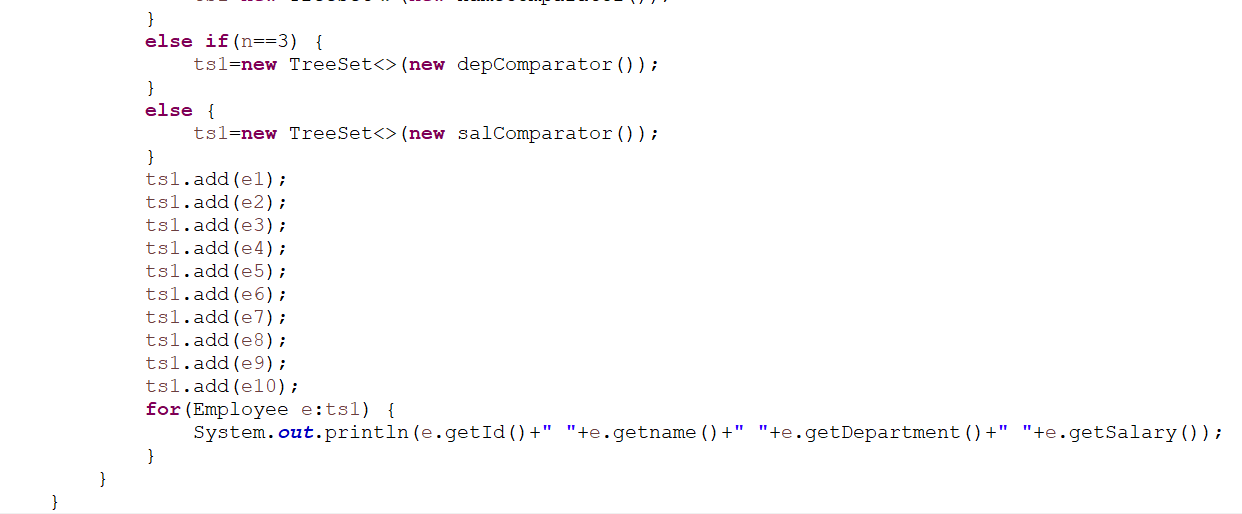 }
else if(n==3) {
ts1=new TreeSet<>(new depComparator());
}
else {
ts1=new TreeSet<>(new salComparator());
}
ts1.add(e1);
ts1.add(e2);
ts1.add(e3);
ts1.add(e4);
ts1.add(e5);
ts1.add(e6);
ts1.add(e7);
ts1.add(e8);
ts1.add(e9);
ts1.add(e10);
for(Employee e:ts1) {
System.out.println(e.getId()+" "+e.getname()+" "+e.getDepartment()+" "+e.getSalary());
}
}
}